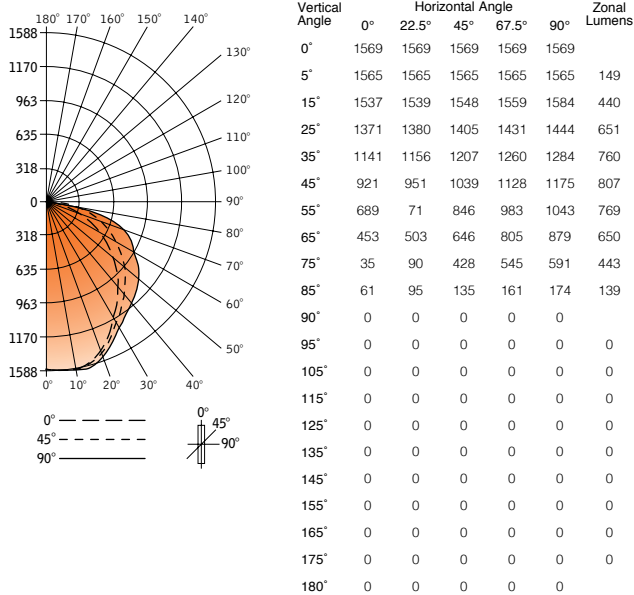 180° 170° 160° 150° 140°
1588
1170
963
635
318
0
318
635
963
1170
1588
130°
120°
110°
100°
90°
80°
70°
60°
50°
0° 10° 20° 30° 40°
0°
45°
90°
0°
45°
90°
Vertical Angle Horizontal Angle Zonal Lumens
0° 22.5° 45° 67.5° 90°
0° 1569 1569 1569 1569 1569
5° 1565 1565 1565 1565 1565 149
15° 1537 1539 1548 1559 1584 440
25° 1371 1380 1405 1431 1444 651
35° 1141 1156 1207 1260 1284 760
45° 921 951 1039 1128 1175 807
55° 689 71 846 983 1043 769
65° 453 503 646 805 879 650
75° 35 90 428 545 591 443
85° 61 95 135 161 174 139
90° 0 0 0 0 0
95° 0 0 0 0 0 0
105° 0 0 0 0 0 0
115° 0 0 0 0 0 0
125° 0 0 0 0 0 0
135° 0 0 0 0 0 0
145° 0 0 0 0 0 0
155° 0 0 0 0 0 0
165° 0 0 0 0 0 0
175° 0 0 0 0 0 0
180° 0 0 0 0 0